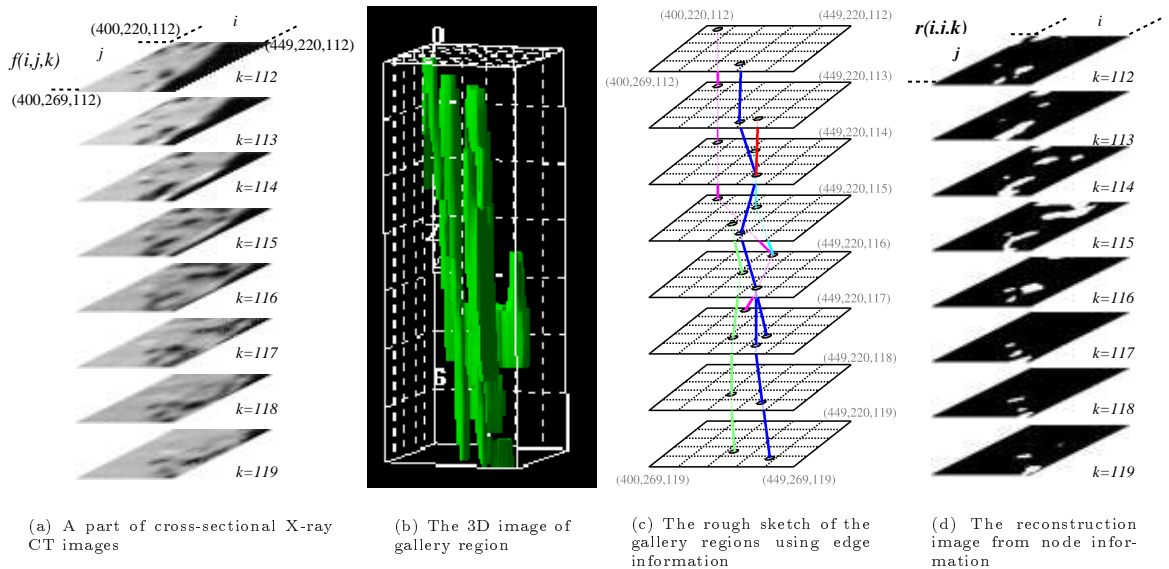 (400,220,112)
i
(449,220,112)
f(i,j,k)
j
k=112
(400,269,112)
k=113
k=114
k=115
k=116
k=117
k=118
k=119
(a) A part of cross-sectional X-ray
CT images
0
Z
6
(b) The 3D image of
gallery region
(400,220,112)
(449,220,112)
(400,269,112)
(449,220,113)
(449,220,114)
(449,220,115)
(449,220,116)
(449,220,117)
(449,220,118)
(449,220,119)
(400,269,119)
(449,269,119)
(c) The rough sketch of the
gallery regions using edge
information
i
r(i.i.k)
j
k=112
k=113
k=114
k=115
k=116
k=117
k=118
k=119
(d) The reconstruction
image from node infor-
mation